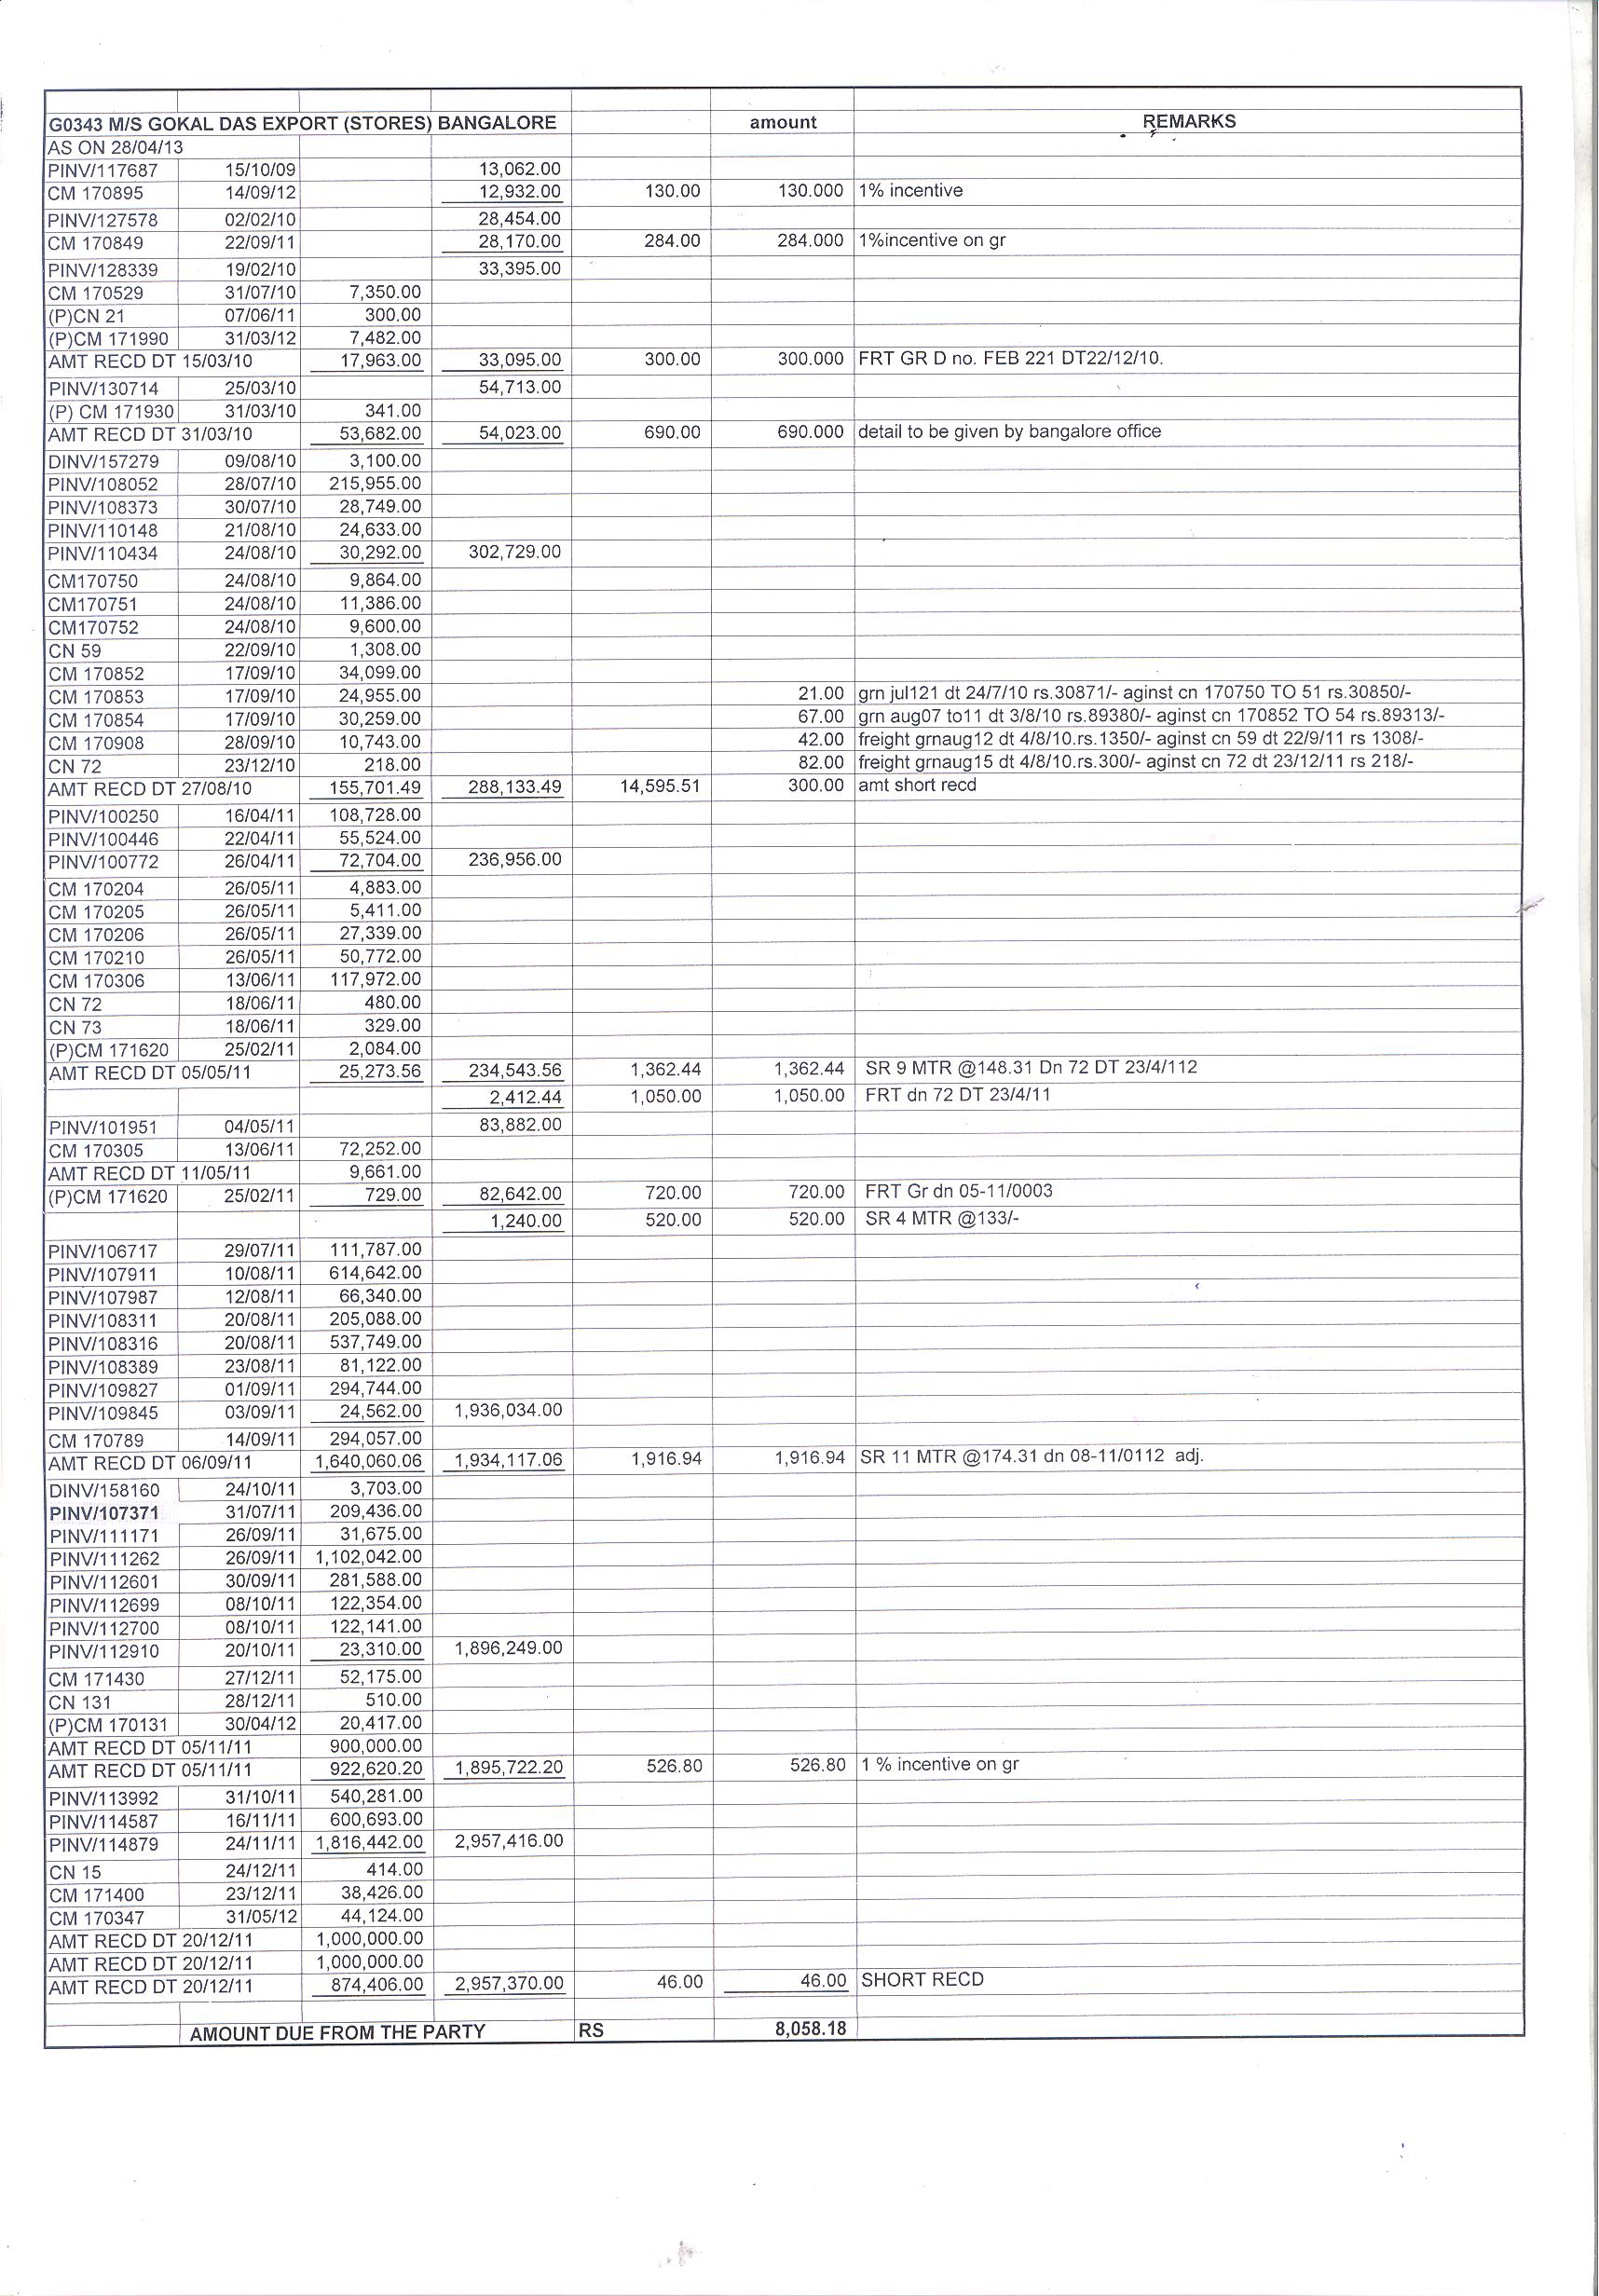 G0343 M/S GOKAL DAS EXPORT (STORES) BANGALORE amount REMARKS
AS ON 28/04/13
PINV/117687 15/10/09 13,062.00
CM 170895 14/09/12 12,932.00 130.00 130.000 1% incentive
PINV/127578 02/02/10 28,454.00
CM 170849 22/09/11 28,170.00 284.00 284.000 1%incentive on gr
PINV/128339 19/02/10 33,395.00
CM 170529 31/07/10 7,350.00
(P)CN 21 07/06/11 300.00
(P)CM 171990 31/03/12 7,482.00
AMT RECD DT 15/03/10 17,963.00 33,095.00 300.00 300.000 FRT GR D no. FEB 221 DT22/12/10.
PINV/130714 25/03/10 54,713.00
(P) CM 171930 31/03/10 341.00
AMT RECD DT 31/03/10 53,682.00 54,023.00 690.00 690.000 detail to be given by bangalore office
DINV/157279 09/08/10 3,100.00
PINV/108052 28/07/10 215,955.00
PINV/108373 30/07/10 28,749.00
PINV/110148 21/08/10 24,633.00
PINV/110434 24/08/10 30,292.00 302,729.00
CM170750 24/08/10 9,864.00
CM170751 24/08/10 11,386.00
CM170752 24/08/10 9,600.00
CN 59 22/09/10 1,308.00
CM 170852 17/09/10 34,099.00
CM 170853 17/09/10 24,955.00 21.00 grn jul121 dt 24/7/10 rs.30871/- aginst cn 170750 TO 51 rs.30850/-
CM 170854 17/09/10 30,259.00 67.00 grn aug07 to11 dt 3/8/10 rs.89380/- aginst cn 170852 TO 54 rs.89313/-
CM 170908 28/09/10 10,743.00 42.00 freight grnaug12 dt 4/8/10.rs.1350/- aginst cn 59 dt 22/9/11 rs 1308/-
CN 72 23/12/10 218.00 82.00 freight grnaug15 dt 4/8/10.rs.300/- aginst cn 72 dt 23/12/11 rs 218/-
AMT RECD DT 27/08/10 155,701.49 288,133.49 14,595.51 300.00 amt short recd
PINV/100250 16/04/11 108,728.00
PINV/100446 22/04/11 55,524.00
PINV/100772 26/04/11 72,704.00 236,956.00
CM 170204 26/05/11 4,883.00
CM 170205 26/05/11 5,411.00
CM 170206 26/05/11 27,339.00
CM 170210 26/05/11 50,772.00
CM 170306 13/06/11 117,972.00
CN 72 18/06/11 480.00
CN 73 18/06/11 329.00
(P)CM 171620 25/02/11 2,084.00
AMT RECD DT 05/05/11 25,273.56 234,543.56 1,362.44 1,362.44 SR 9 MTR @148.31 Dn 72 DT 23/4/112
2,412.44 1,050.00 1,050.00 FRT dn 72 DT 23/4/11
PINV/101951 04/05/11 83,882.00
CM 170305 13/06/11 72,252.00
AMT RECD DT 11/05/11 9,661.00
(P)CM 171620 25/02/11 729.00 82,642.00 720.00 720.00 FRT Gr dn 05-11/0003
1,240.00 520.00 520.00 SR 4 MTR @133/-
PINV/106717 29/07/11 111,787.00
PINV/107911 10/08/11 614,642.00
PINV/107987 12/08/11 66,340.00
PINV/108311 20/08/11 205,088.00
PINV/108316 20/08/11 537,749.00
PINV/108389 23/08/11 81,122.00
PINV/109827 01/09/11 294,744.00
PINV/109845 03/09/11 24,562.00 1,936,034.00
CM 170789 14/09/11 294,057.00
AMT RECD DT 06/09/11 1,640,060.06 1,934,117.06 1,916.94 1,916.94 SR 11 MTR @174.31 dn 08-11/0112 adj.
DINV/158160 24/10/11 3,703.00
PINV/107371 31/07/11 209,436.00
PINV/111171 26/09/11 31,675.00
PINV/111262 26/09/11 1,102,042.00
PINV/112601 30/09/11 281,588.00
PINV/112699 08/10/11 122,354.00
PINV/112700 08/10/11 122,141.00
PINV/112910 20/10/11 23,310.00 1,896,249.00
CM 171430 27/12/11 52,175.00
CN 131 28/12/11 510.00
(P)CM 170131 30/04/12 20,417.00
AMT RECD DT 05/11/11 900,000.00
AMT RECD DT 05/11/11 922,620.20 1,895,722.20 526.80 526.80 1 % incentive on gr
PINV/113992 31/10/11 540,281.00
PINV/114587 16/11/11 600,693.00
PINV/114879 24/11/11 1,816,442.00 2,957,416.00
CN 15 24/12/11 414.00
CM 171400 23/12/11 38,426.00
CM 170347 31/05/12 44,124.00
AMT RECD DT 20/12/11 1,000,000.00
AMT RECD DT 20/12/11 1,000,000.00
AMT RECD DT 20/12/11 874,406.00 2,957,370.00 46.00 46.00 SHORT RECD
AMOUNT DUE FROM THE PARTY RS 8,058.18